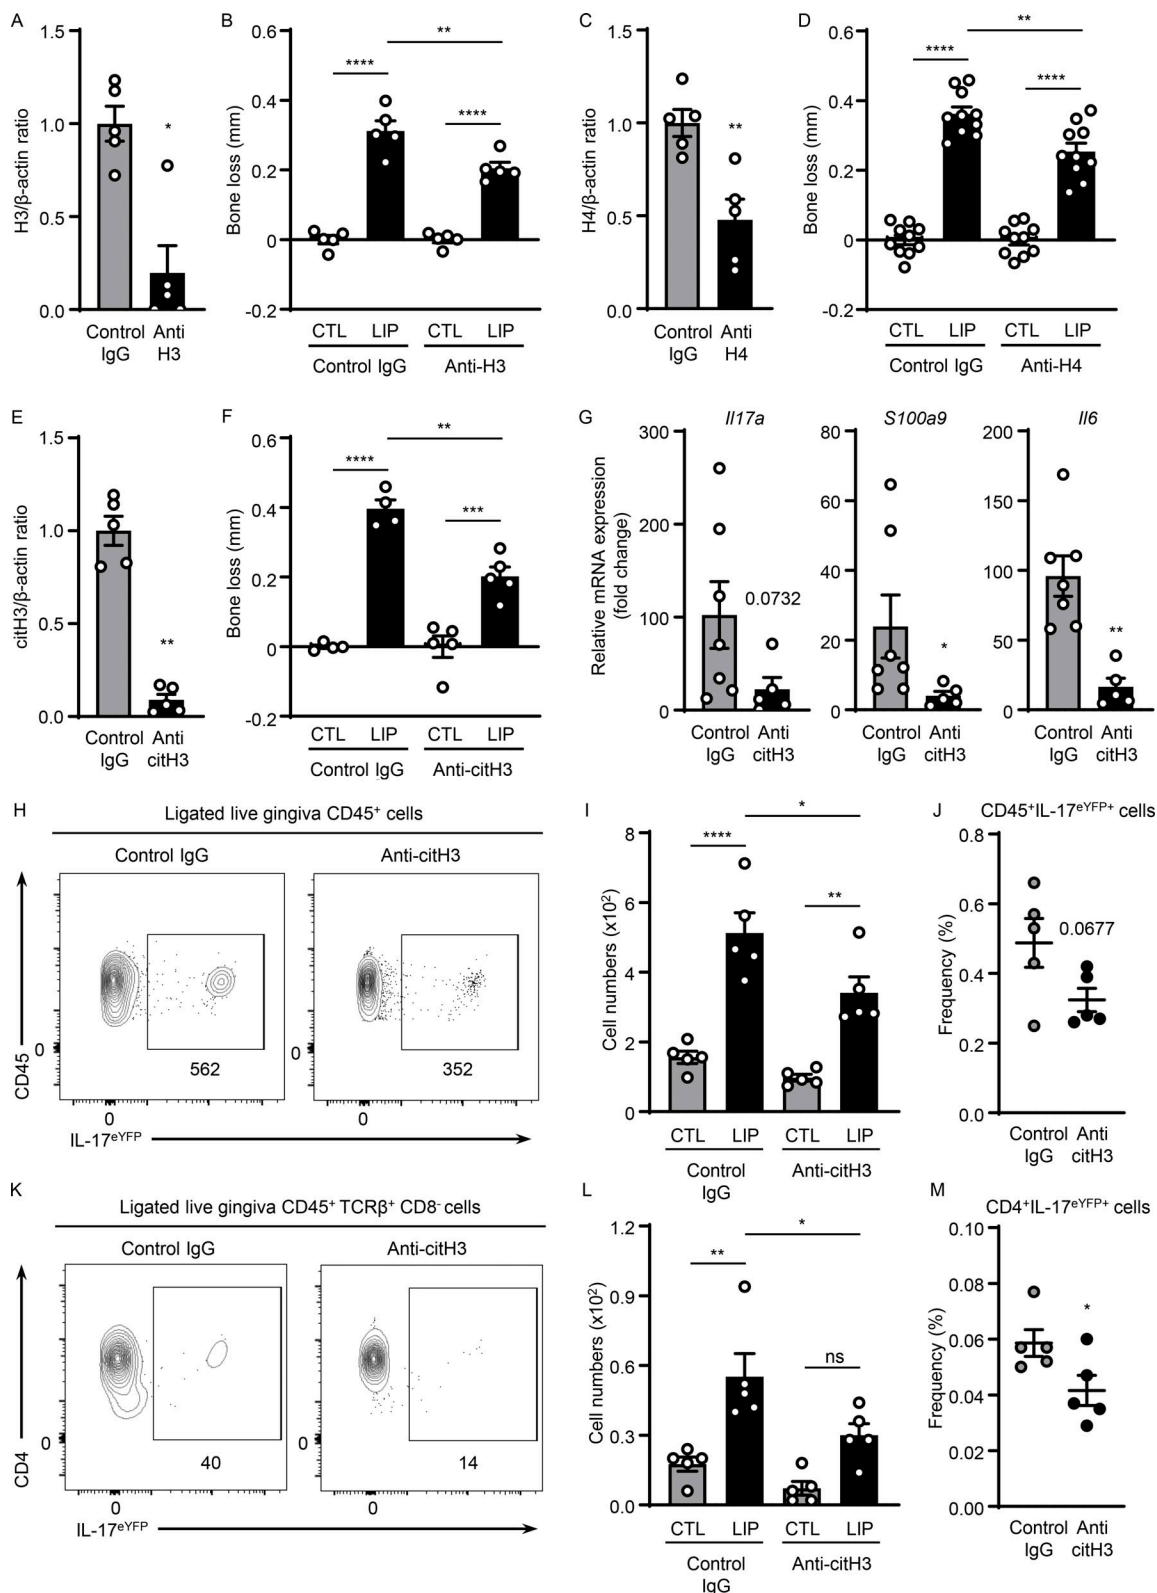 A
H3/β-actin ratio
1.5
1.0
0.5
0.0
*
Control
IgG
Anti
H3
B
Bone loss (mm)
0.6
0.4
0.2
0
-0.2
****
**
****
CTL
LIP
CTL
LIP
Control IgG
Anti-H3
C
H4/β-actin ratio
1.5
1.0
0.5
0.0
**
Control
IgG
Anti
H4
D
Bone loss (mm)
0.6
0.4
0.2
0
-0.2
****
**
****
CTL
LIP
CTL
LIP
Control IgG
Anti-H4
E
citH3/β-actin ratio
1.5
1.0
0.5
0.0
**
Control
IgG
Anti
citH3
F
Bone loss (mm)
0.6
0.4
0.2
0
-0.2
****
**
***
CTL
LIP
CTL
LIP
Control IgG
Anti-citH3
G
Relative mRNA expression
(fold change)
Il17a
300
200
100
0
0.0732
Control
IgG
Anti
citH3
S100a9
80
60
40
20
0
*
Control
IgG
Anti
citH3
Il6
200
150
100
50
0
**
Control
IgG
Anti
citH3
H
Ligated live gingiva CD45⁺ cells
Control IgG
Anti-citH3
CD45
0
0
562
352
0
0
IL-17eYFP
I
Cell numbers (x10²)
8
6
4
2
0
****
*
**
CTL
LIP
CTL
LIP
Control
IgG
Anti-citH3
J
CD45⁺IL-17eYFP+ cells
Frequency (%)
0.8
0.6
0.4
0.2
0.0
0.0677
Control
IgG
Anti
citH3
K
Ligated live gingiva CD45⁺ TCRβ⁺ CD8⁻ cells
Control IgG
Anti-citH3
CD4
0
0
40
14
0
0
IL-17eYFP
L
Cell numbers (x10²)
1.2
0.9
0.6
0.3
0.0
**
*
ns
CTL
LIP
CTL
LIP
Control
IgG
Anti-citH3
M
CD4⁺IL-17eYFP+ cells
Frequency (%)
0.10
0.08
0.06
0.04
0.02
0.00
*
Control
IgG
Anti
citH3